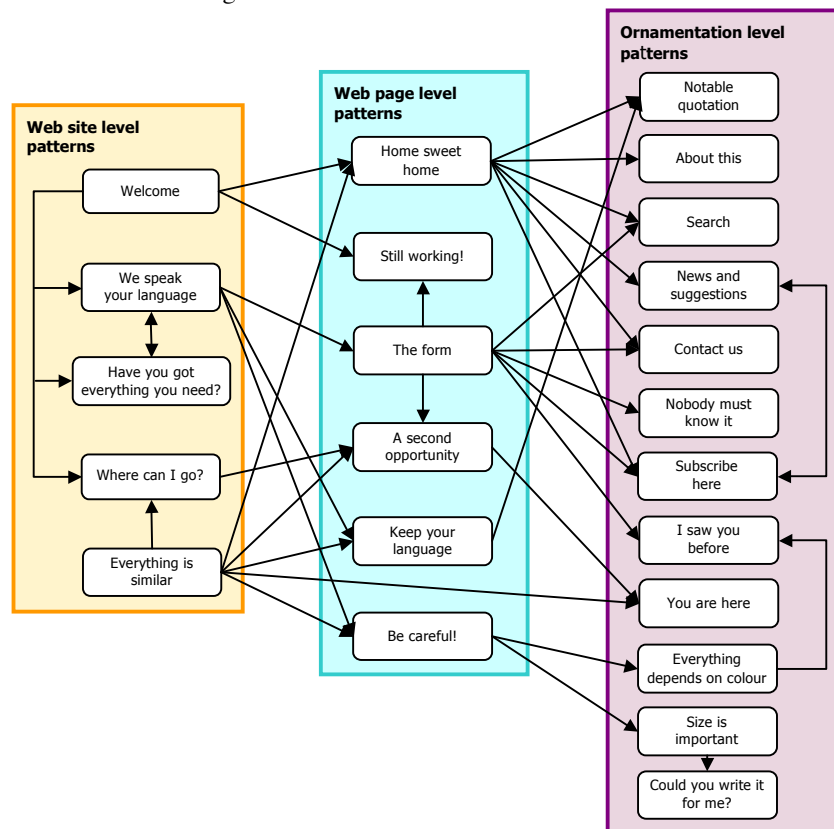 Web site level
patterns
Welcome
We speak
your language
Have you got
everything you need?
Where can I go?
Everything is
similar
Web page level
patterns
Home sweet
home
Still working!
The form
A second
opportunity
Keep your
language
Be careful!
Ornamentation level
patterns
Notable
quotation
About this
Search
News and
suggestions
Contact us
Nobody must
know it
Subscribe
here
I saw you
before
You are here
Everything
depends on colour
Size is
important
Could you write it
for me?